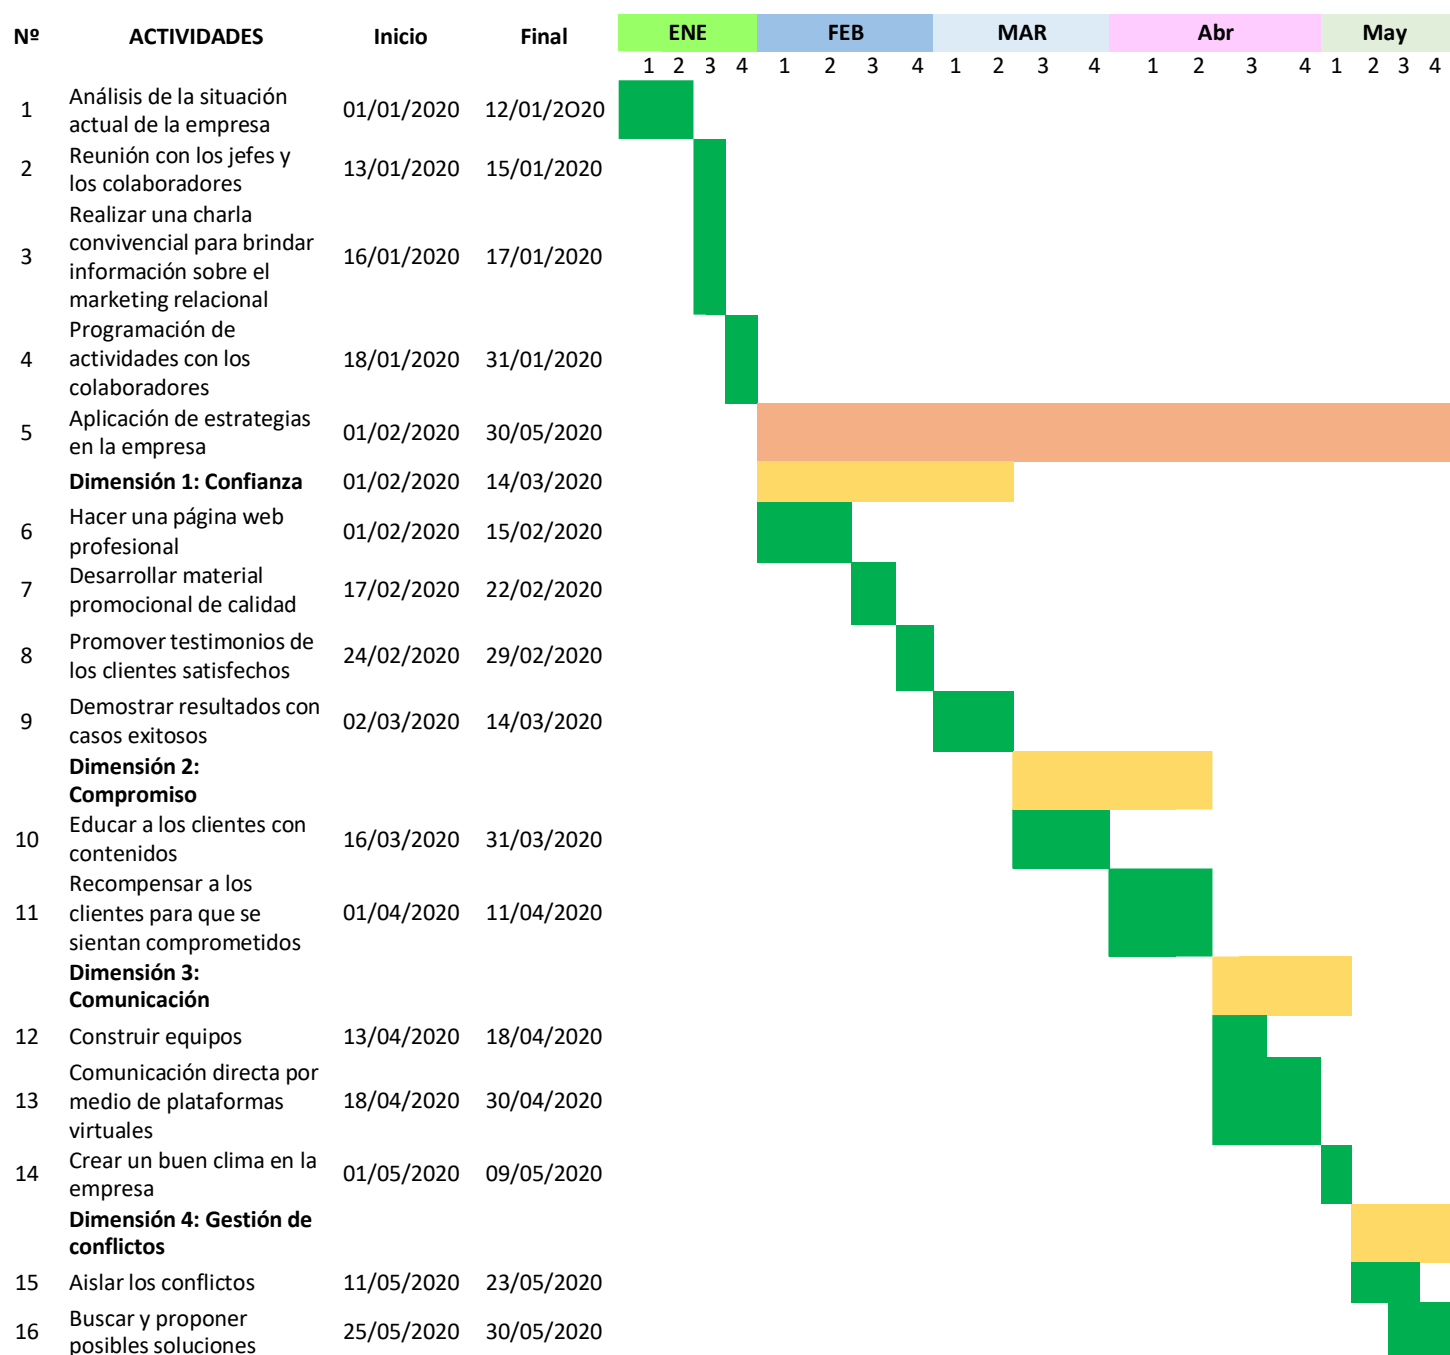 Nº ACTIVIDADES Inicio Final ENE FEB MAR Abr May
1 2 3 4 1 2 3 4 1 2 3 4 1 2 3 4 1 2 3 4
Análisis de la situación
1 01/01/2020 12/01/2O20
actual de la empresa
Reunión con los jefes y
2 13/01/2020 15/01/2020
los colaboradores
Realizar una charla
convivencial para brindar
3 16/01/2020 17/01/2020
información sobre el
marketing relacional
Programación de
4 actividades con los 18/01/2020 31/01/2020
colaboradores
Aplicación de estrategias
5 01/02/2020 30/05/2020
en la empresa
Dimensión 1: Confianza 01/02/2020 14/03/2020
Hacer una página web
6 01/02/2020 15/02/2020
profesional
Desarrollar material
7 17/02/2020 22/02/2020
promocional de calidad
Promover testimonios de
8 24/02/2020 29/02/2020
los clientes satisfechos
Demostrar resultados con
9 02/03/2020 14/03/2020
casos exitosos
Dimensión 2:
Compromiso
Educar a los clientes con
10 16/03/2020 31/03/2020
contenidos
Recompensar a los
11 clientes para que se 01/04/2020 11/04/2020
sientan comprometidos
Dimensión 3:
Comunicación
12 Construir equipos 13/04/2020 18/04/2020
Comunicación directa por
13 medio de plataformas 18/04/2020 30/04/2020
virtuales
Crear un buen clima en la
14 01/05/2020 09/05/2020
empresa
Dimensión 4: Gestión de
conflictos
15 Aislar los conflictos 11/05/2020 23/05/2020
Buscar y proponer
16 25/05/2020 30/05/2020
posibles soluciones